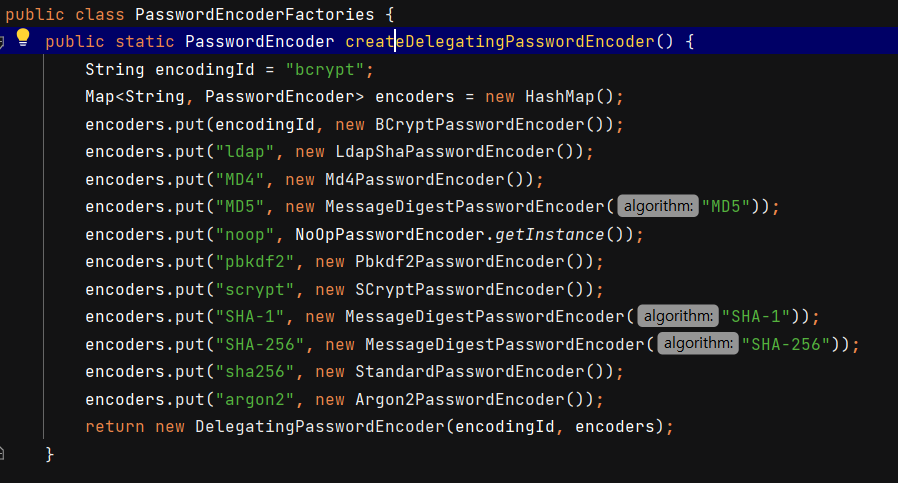 public class PasswordEncoderFactories {
public static PasswordEncoder createDelegatingPasswordEncoder() {
String encodingId = "bcrypt";
Map<String, PasswordEncoder> encoders = new HashMap();
encoders.put(encodingId, new BCryptPasswordEncoder());
encoders.put("ldap", new LdapShaPasswordEncoder());
encoders.put("MD4", new Md4PasswordEncoder());
encoders.put("MD5", new MessageDigestPasswordEncoder( algorithm: "MD5"));
encoders.put("noop", NoOpPasswordEncoder.getInstance());
encoders.put("pbkdf2", new Pbkdf2PasswordEncoder());
encoders.put("scrypt", new SCryptPasswordEncoder());
encoders.put("SHA-1", new MessageDigestPasswordEncoder( algorithm: "SHA-1"));
encoders.put("SHA-256", new MessageDigestPasswordEncoder( algorithm: "SHA-256"));
encoders.put("sha256", new StandardPasswordEncoder());
encoders.put("argon2", new Argon2PasswordEncoder());
return new DelegatingPasswordEncoder(encodingId, encoders);
}